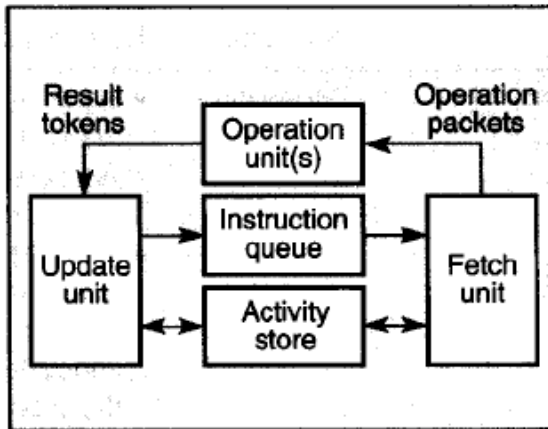 Result
tokens
Operation
packets
Operation
unit(s)
Update
unit
Instruction
queue
Fetch
unit
Activity
store